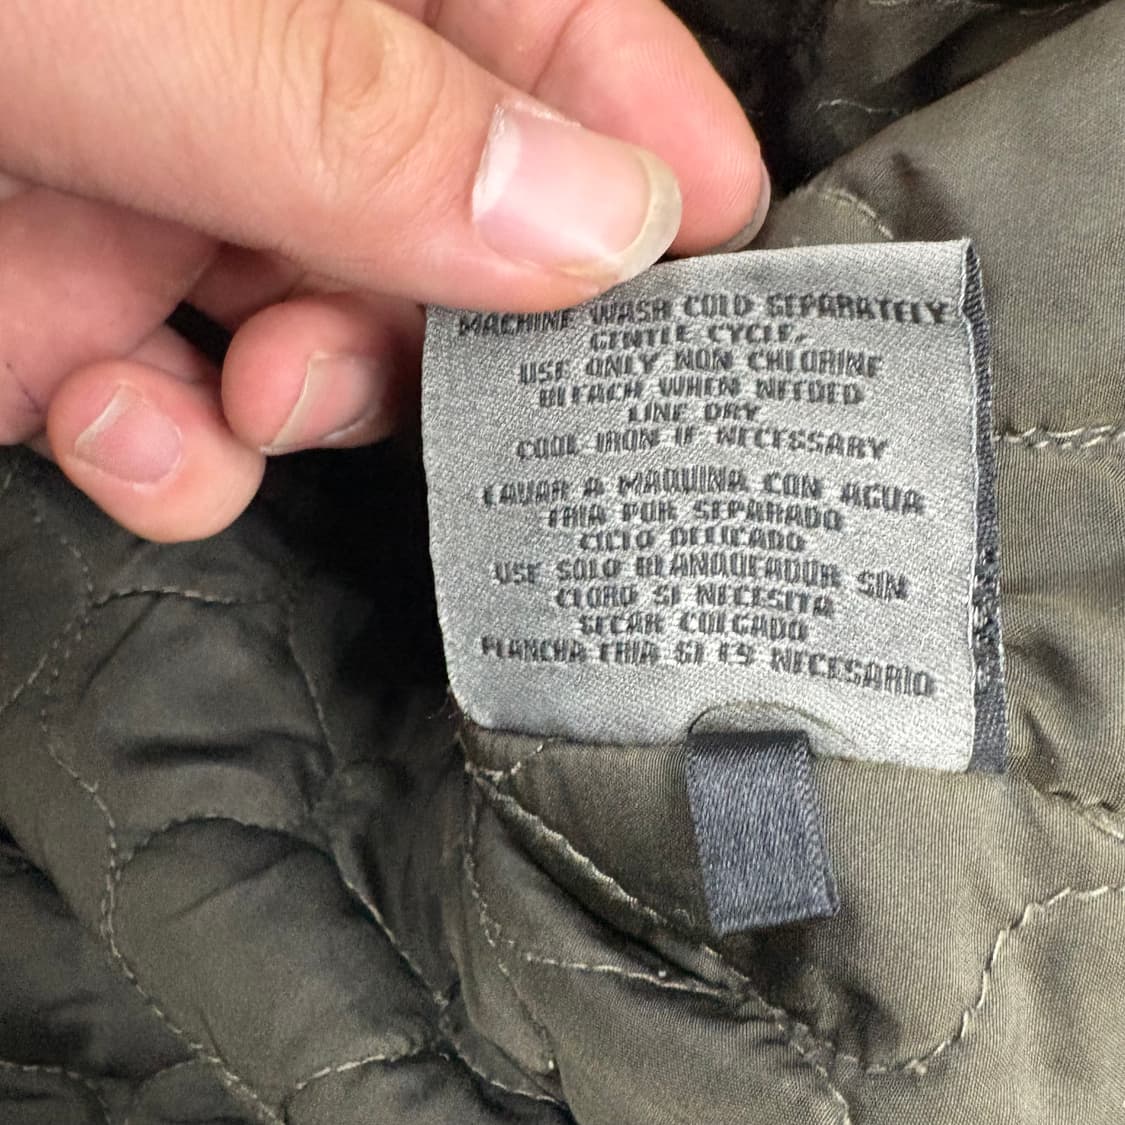 MACHINE WASH COLD SEPARATELY
GENTLE CYCLE,
USE ONLY NON CHLORINE
BLEACH WHEN NEEDED
LINE DRY
COOL IRON IF NECESSARY
LAVAR A MAQUINA CON AGUA
FRIA POR SEPARADO
CICLO DELICADO
USE SOLO BLANQUEADOR SIN
CLORO SI NECESITA
SECAR COLGADO
PLANCHA FRIA SI ES NECESARIO